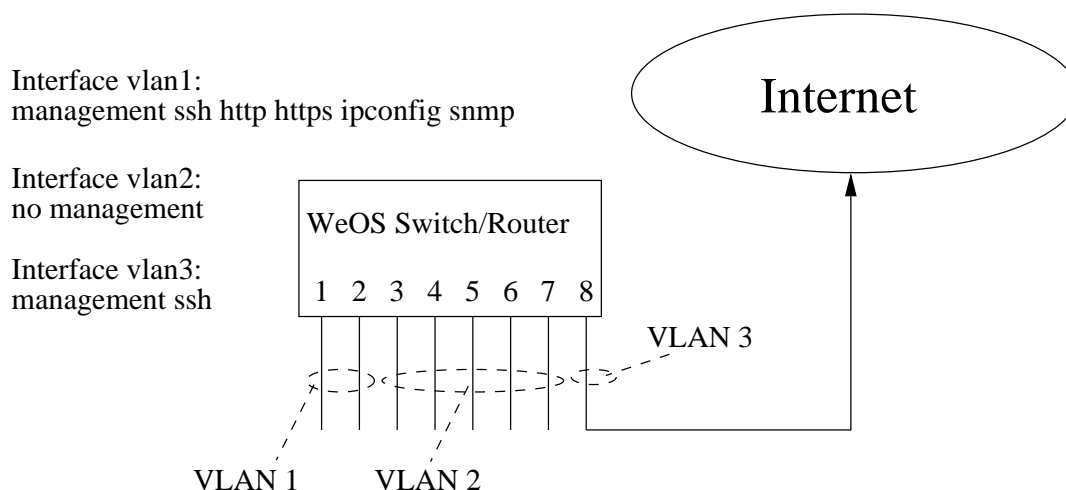 Interface vlan1:
management ssh http https ipconfig snmp
Internet
Interface vlan2:
no management
WeOS Switch/Router
Interface vlan3:
management ssh
1 2 3 4 5 6 7 8
VLAN 3
VLAN 1
VLAN 2